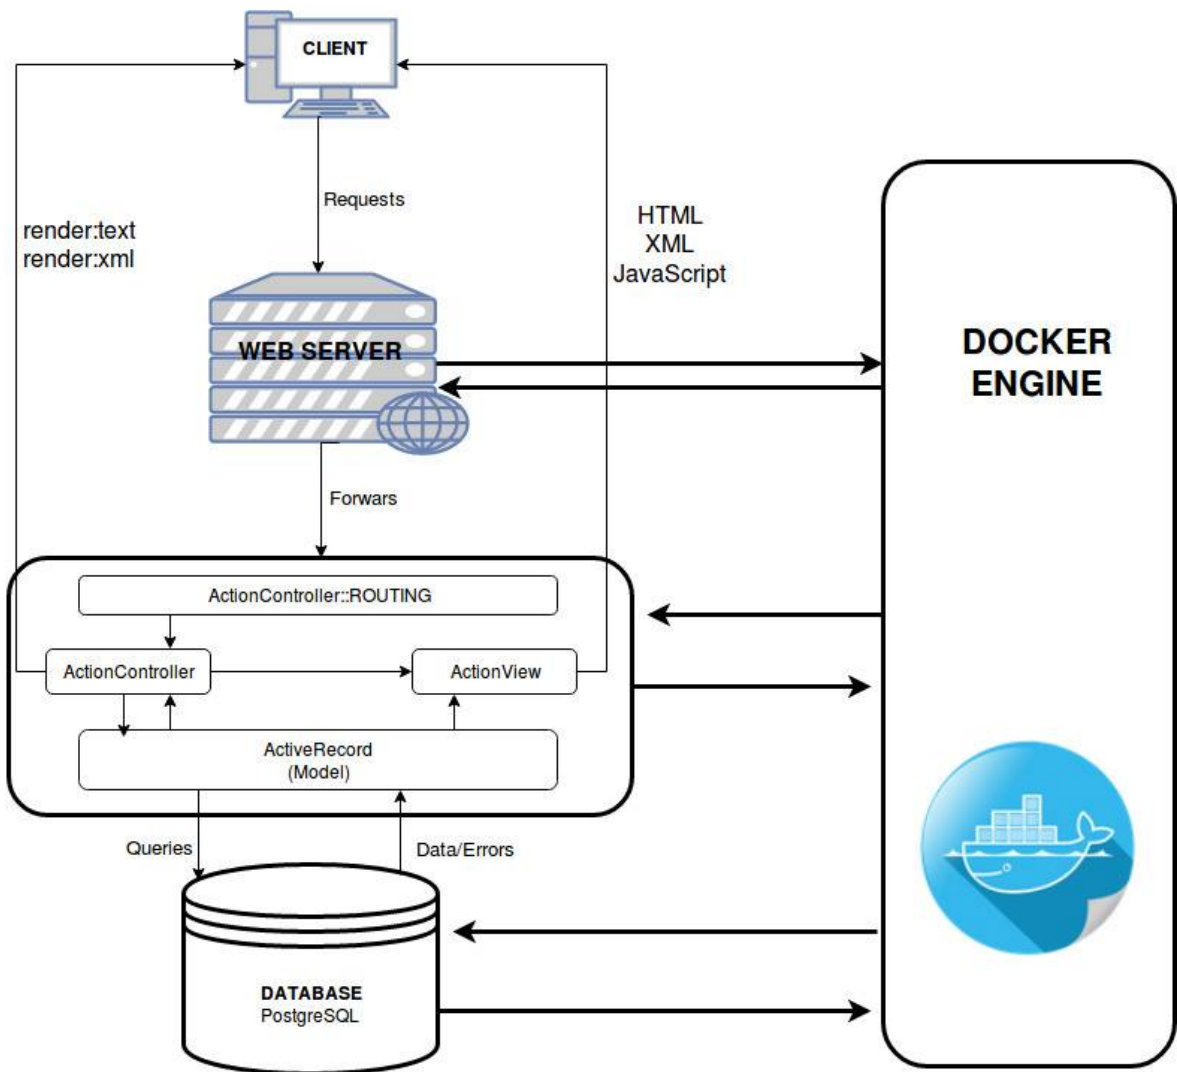 CLIENT
Requests
render:text
render:xml
HTML
XML
JavaScript
WEB SERVER
DOCKER
ENGINE
Forwars
ActionController::ROUTING
ActionController
ActionView
ActiveRecord
(Model)
Queries
Data/Errors
DATABASE
PostgreSQL